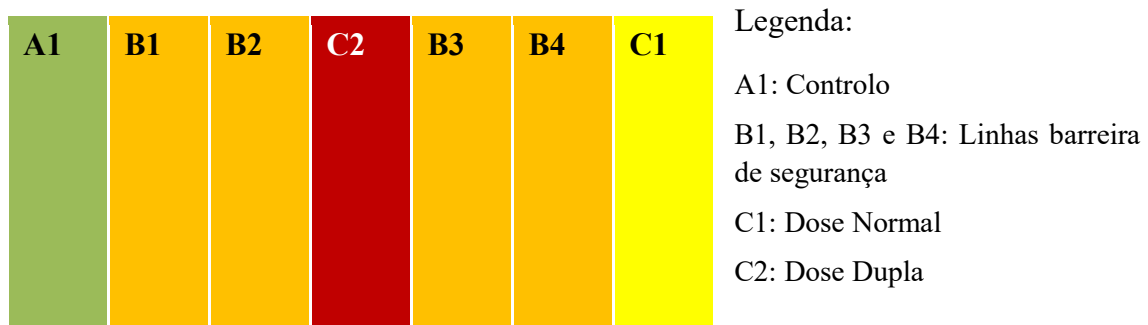 A1 B1 B2 C2 B3 B4 C1
Legenda:
A1: Controlo
B1, B2, B3 e B4: Linhas barreira
de segurança
C1: Dose Normal
C2: Dose Dupla